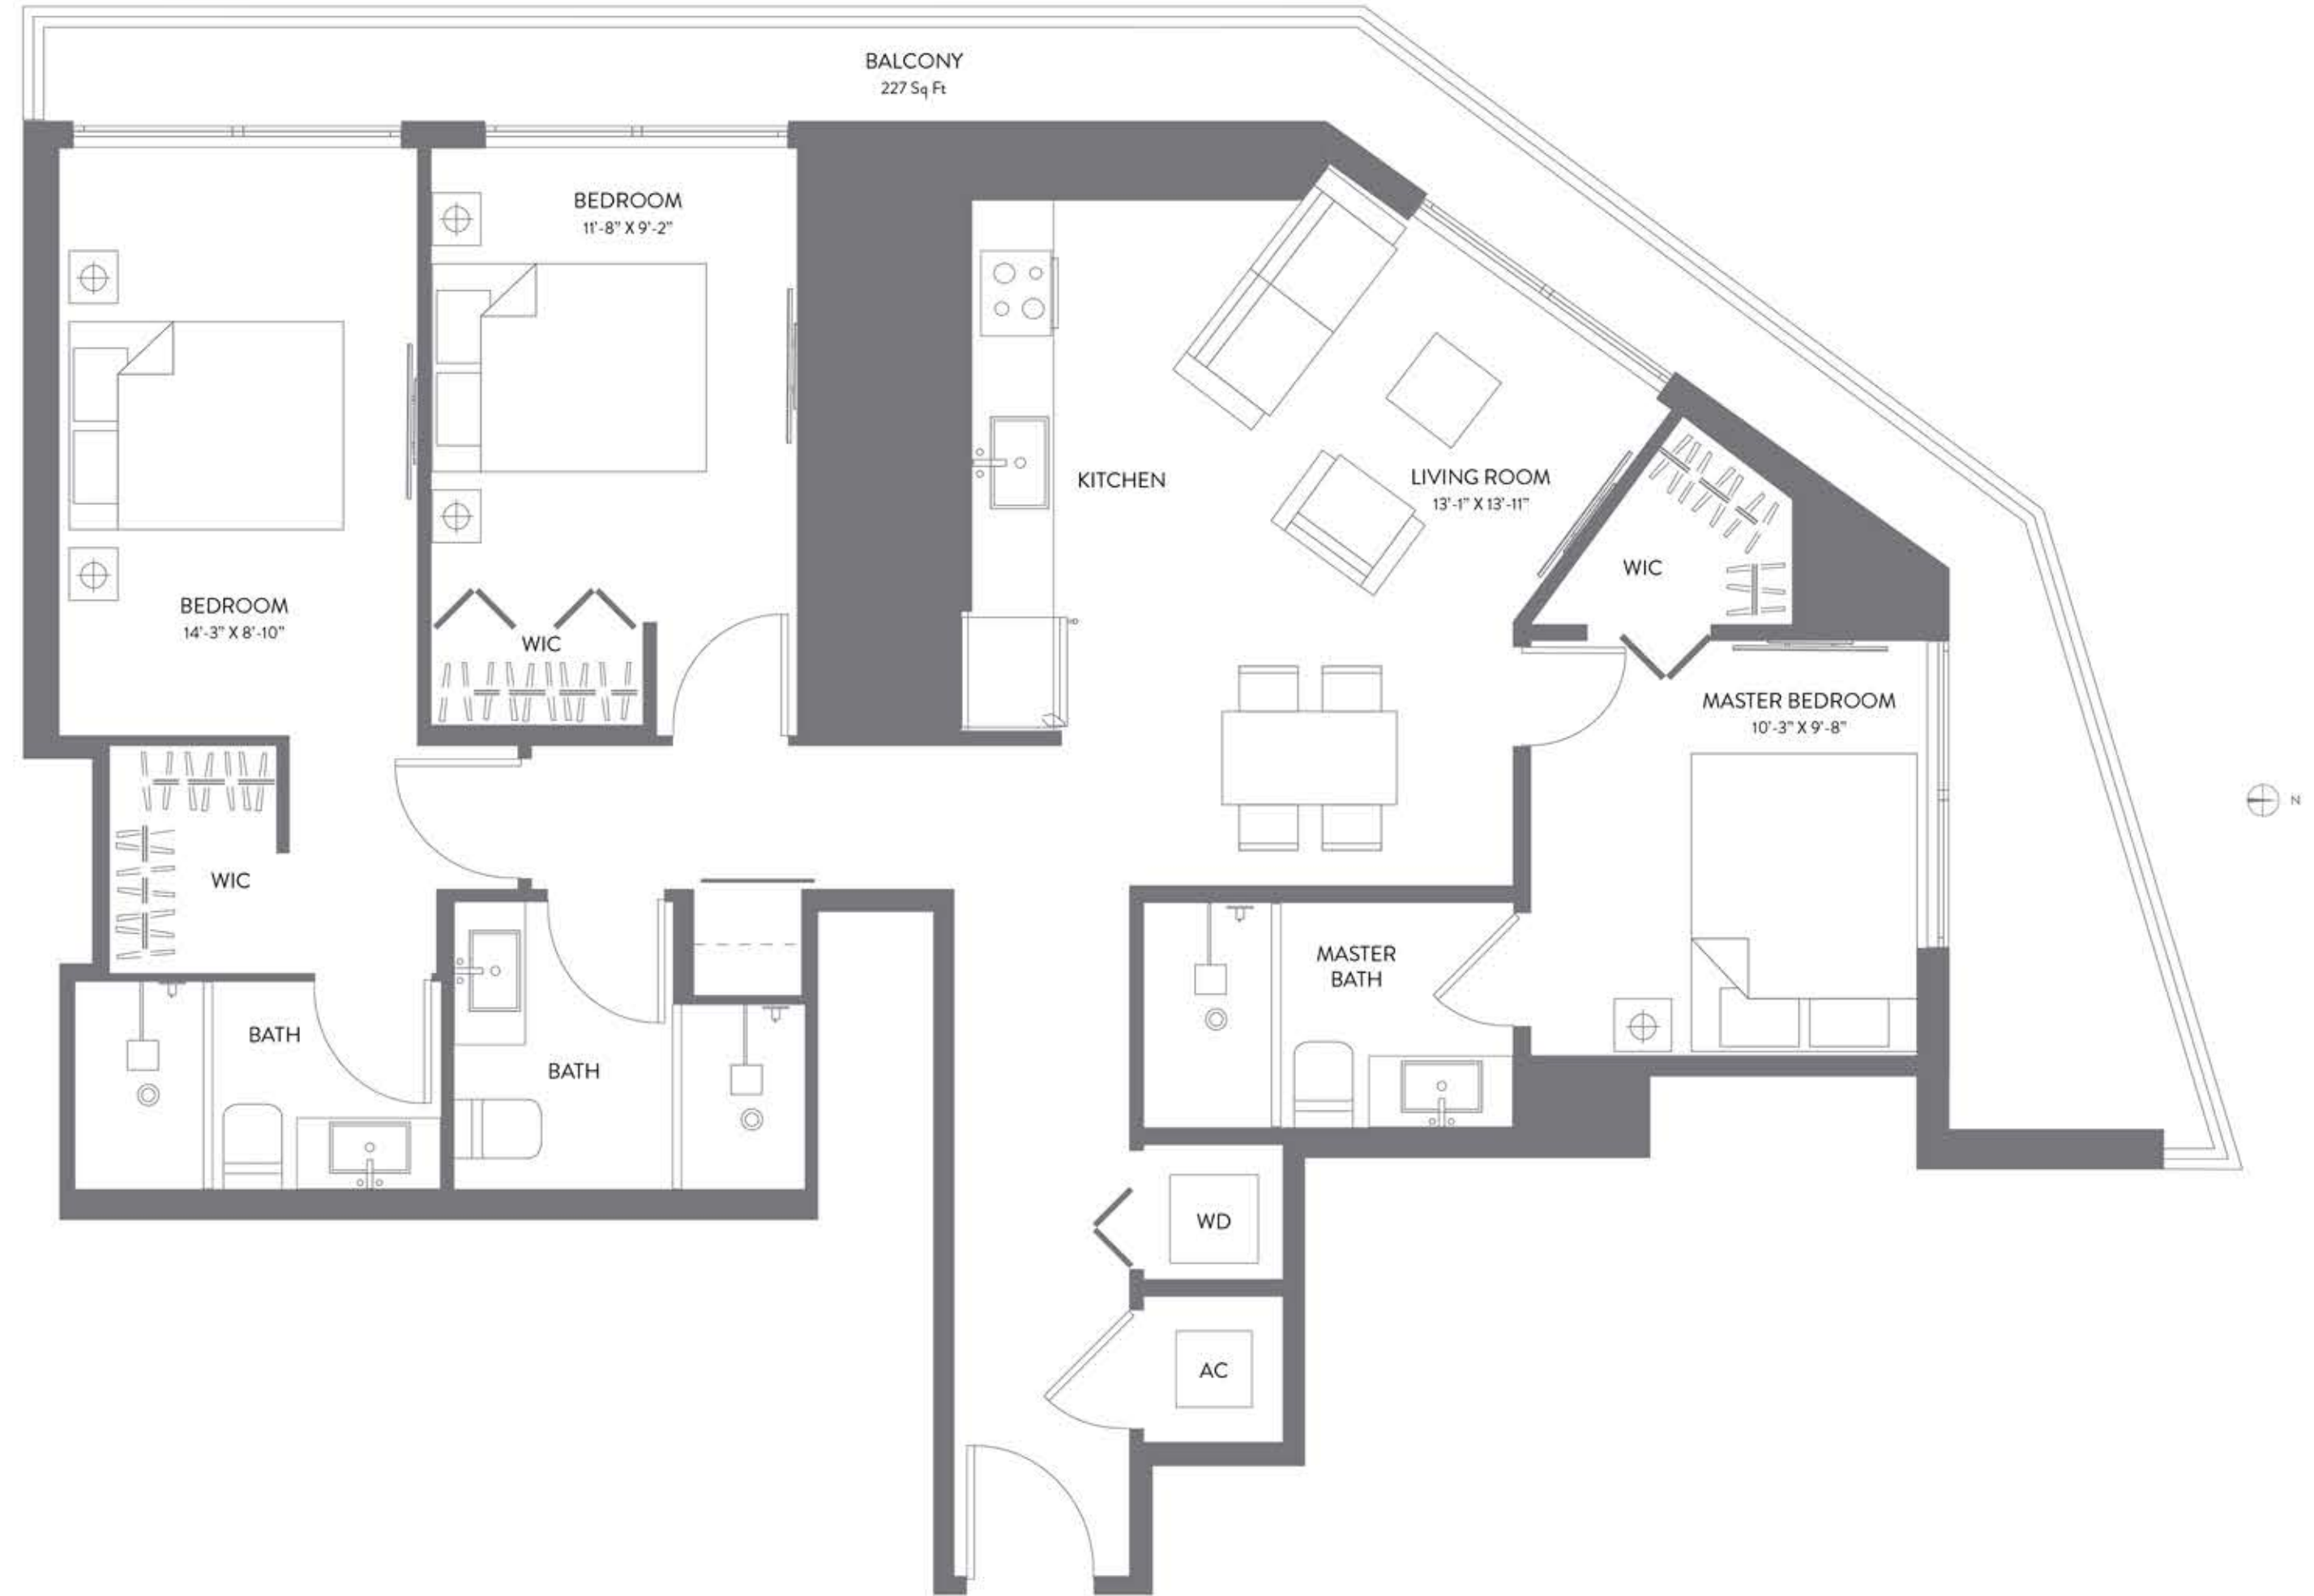 BALCONY
227 Sq Ft
BEDROOM
11'-8" X 9'-2"
KITCHEN
LIVING ROOM
13'-1" X 13'-11"
WIC
BEDROOM
14'-3" X 8'-10"
WIC
MASTER BEDROOM
10'-3" X 9'-8"
N
WIC
MASTER
BATH
BATH
BATH
WD
AC